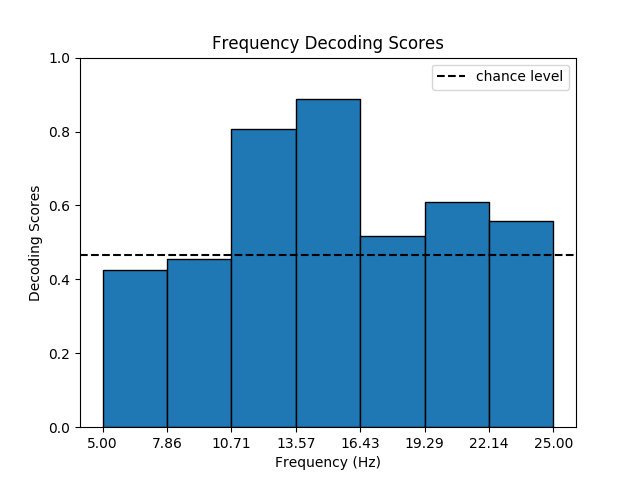 Frequency Decoding Scores
chance level
Decoding Scores
1.0
0.8
0.6
0.4
0.2
0.0
5.00 7.86 10.71 13.57 16.43 19.29 22.14 25.00
Frequency (Hz)